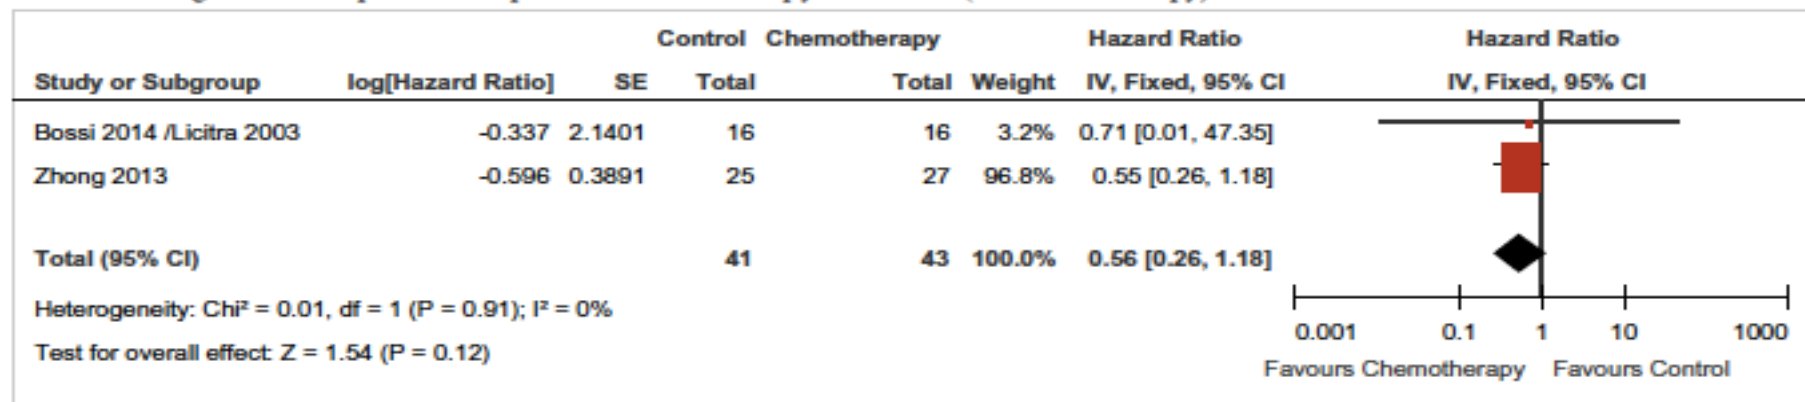 Control Chemotherapy Hazard Ratio Hazard Ratio
Study or Subgroup log[Hazard Ratio] SE Total Total Weight IV, Fixed, 95% CI IV, Fixed, 95% CI
Bossi 2014 /Licitra 2003 -0.337 2.1401 16 16 3.2% 0.71 [0.01, 47.35]
Zhong 2013 -0.596 0.3891 25 27 96.8% 0.55 [0.26, 1.18]
Total (95% CI) 41 43 100.0% 0.56 [0.26, 1.18]
Heterogeneity: Chi² = 0.01, df = 1 (P = 0.91); I² = 0%
Test for overall effect: Z = 1.54 (P = 0.12)
0.001 0.1 1 10 1000
Favours Chemotherapy Favours Control